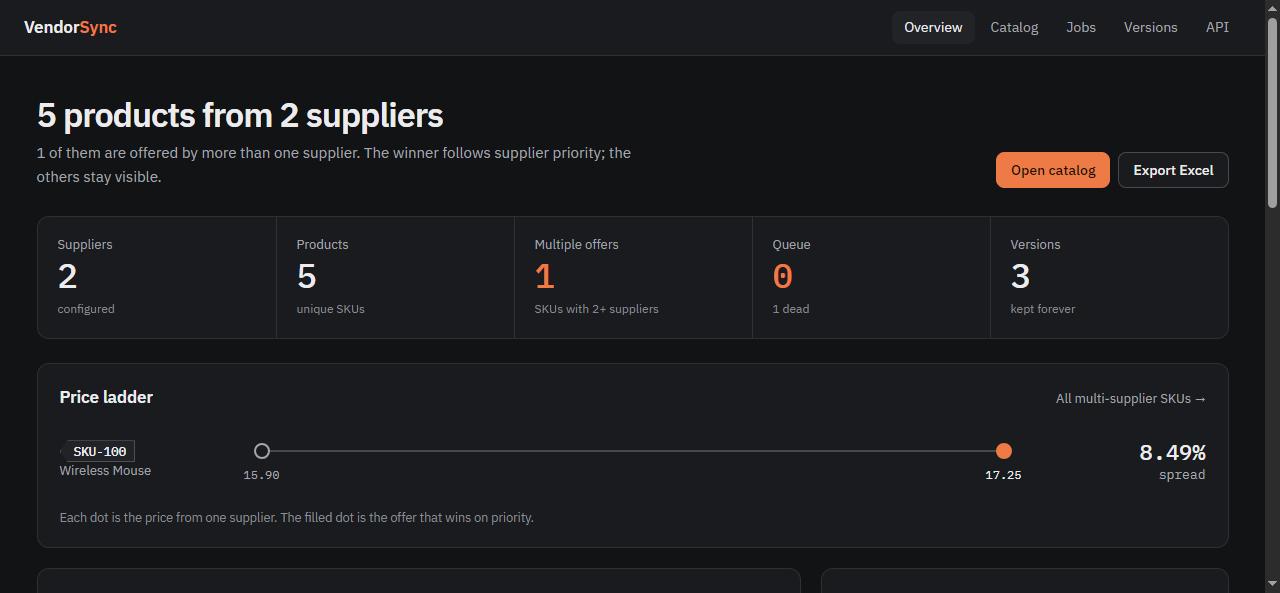 VendorSync
Overview
Catalog
Jobs
Versions
API
5 products from 2 suppliers
1 of them are offered by more than one supplier. The winner follows supplier priority; the
others stay visible.
Open catalog
Export Excel
Suppliers
2
configured
Products
5
unique SKUs
Multiple offers
1
SKUs with 2+ suppliers
Queue
0
1 dead
Versions
3
kept forever
Price ladder
All multi-supplier SKUs →
SKU-100
Wireless Mouse
15.90
17.25
8.49%
spread
Each dot is the price from one supplier. The filled dot is the offer that wins on priority.